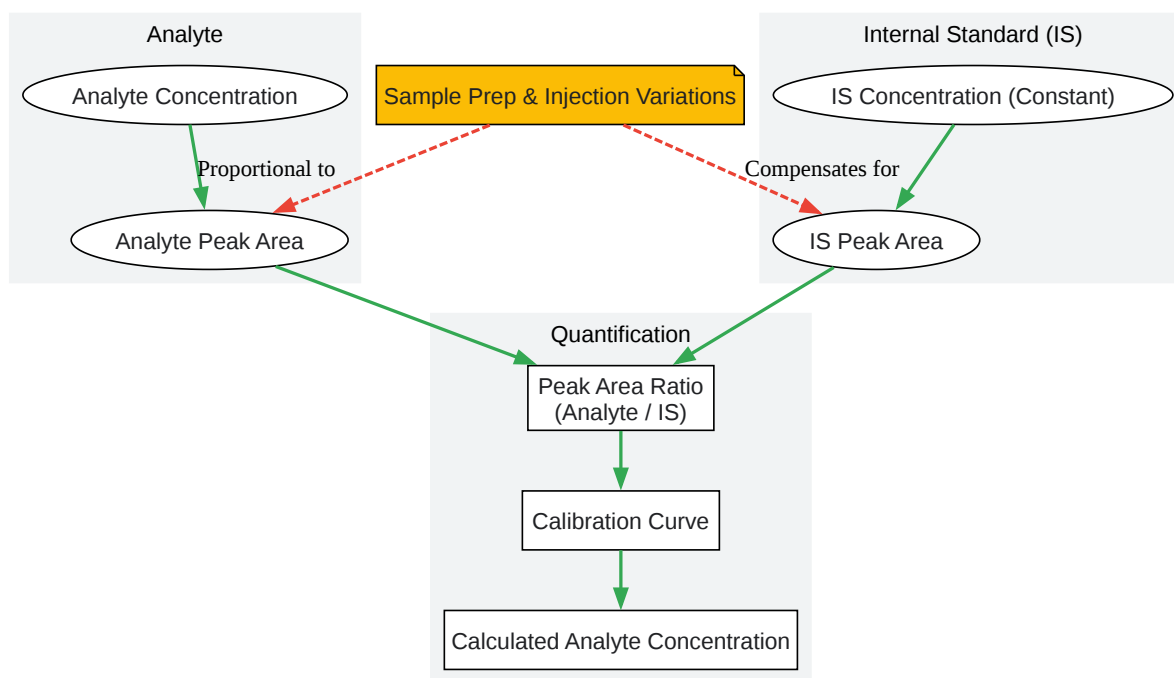 Analyte
Internal Standard (IS)
Analyte Concentration
Sample Prep & Injection Variations
IS Concentration (Constant)
Proportional to
Compensates for
Analyte Peak Area
IS Peak Area
Quantification
Peak Area Ratio
(Analyte / IS)
Calibration Curve
Calculated Analyte Concentration